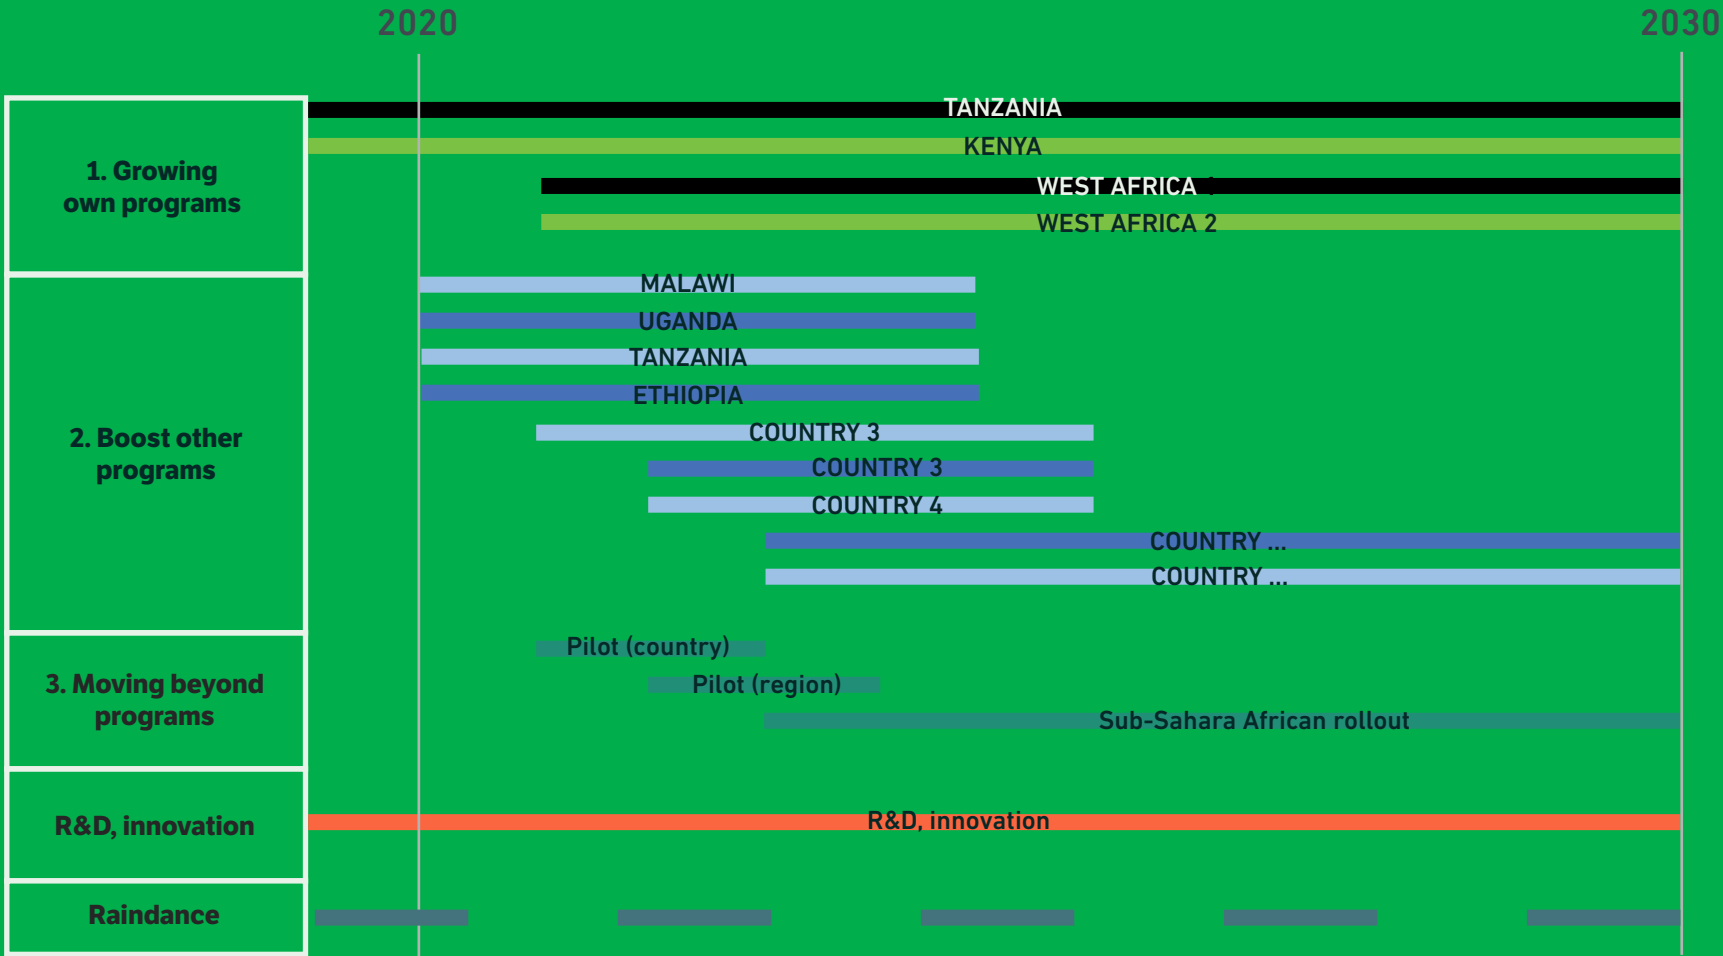 2020
2030
1. Growing
own programs
TANZANIA
KENYA
WEST AFRICA
WEST AFRICA 2
2. Boost other
programs
MALAWI
UGANDA
TANZANIA
ETHIOPIA
COUNTRY 3
COUNTRY 3
COUNTRY 4
COUNTRY ...
COUNTRY ...
3. Moving beyond
programs
Pilot (country)
Pilot (region)
Sub-Sahara African rollout
R&D, innovation
R&D, innovation
Raindance